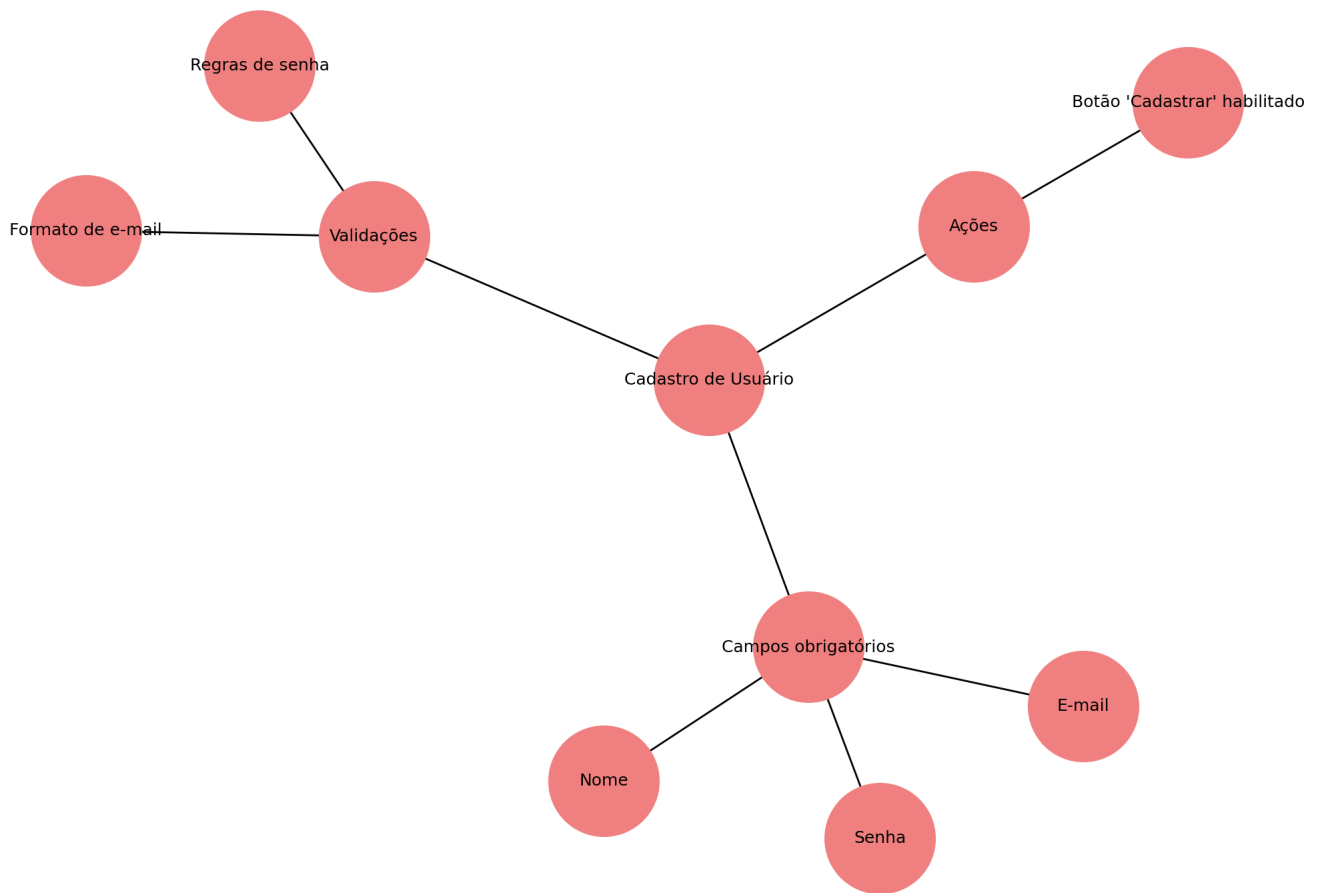 Regras de senha
Botão 'Cadastrar' habilitado
Formato de e-mail
Validações
Ações
Cadastro de Usuário
Campos obrigatórios
E-mail
Nome
Senha